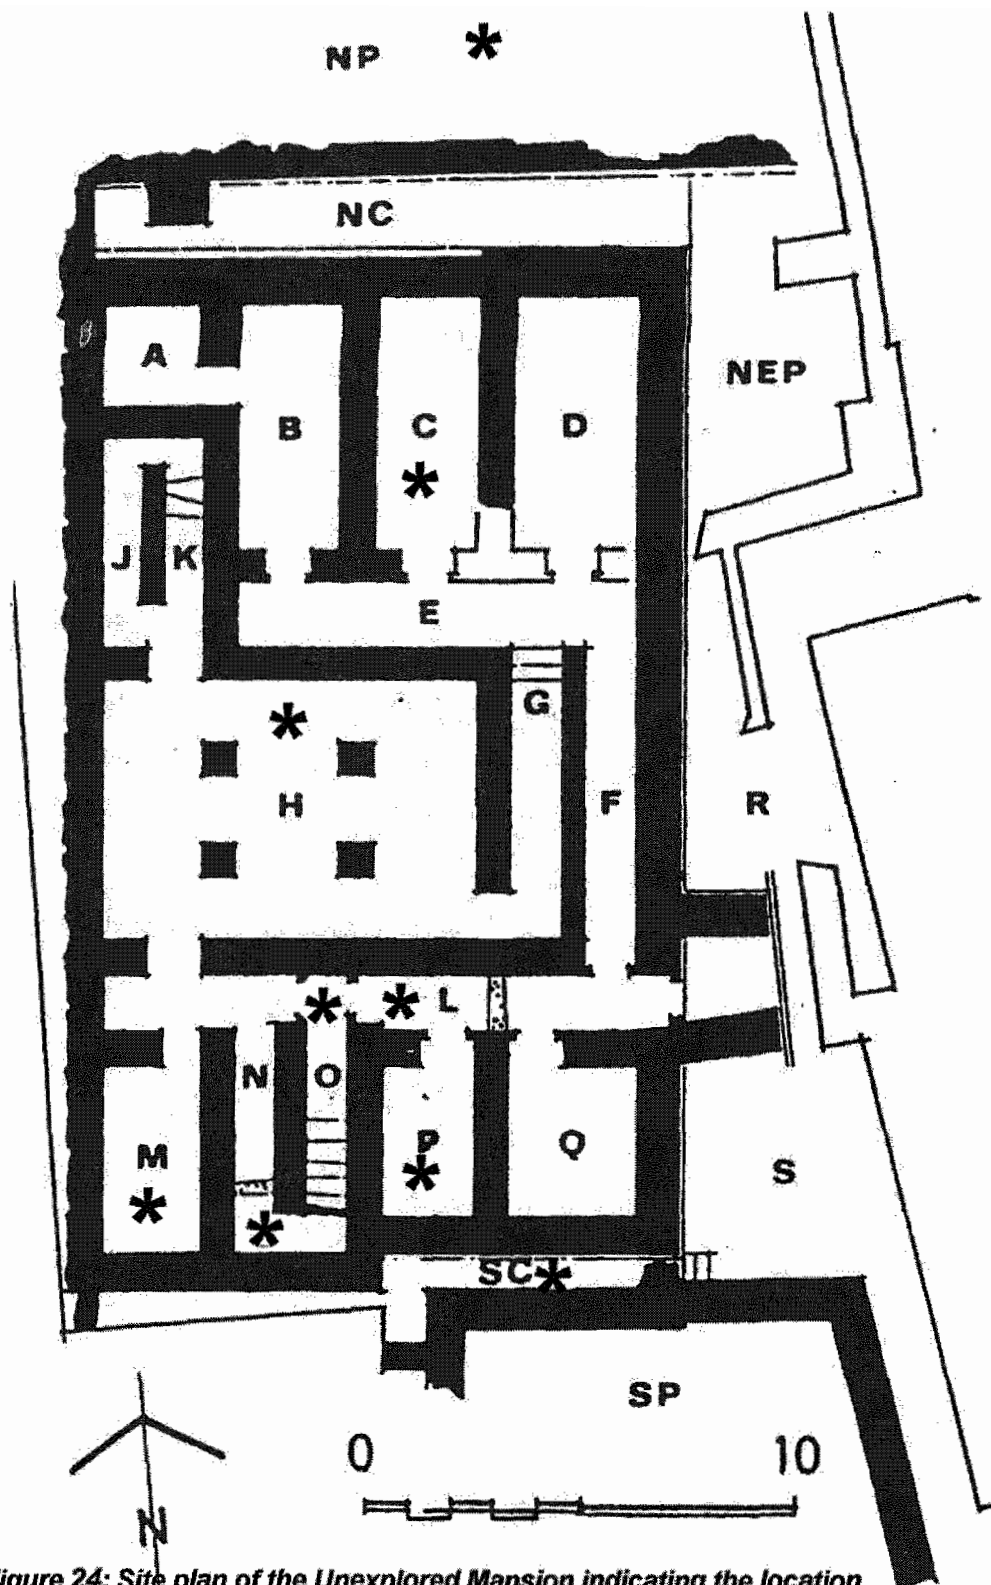 NP *
NC
A
NEP
B C D
*
J K
E
G
*
H F R
* * L
N O
P Q
M * S
*
*
SC *
SP
0 10
N
igure 24: Site plan of the Unexplored Mansion indicating the location